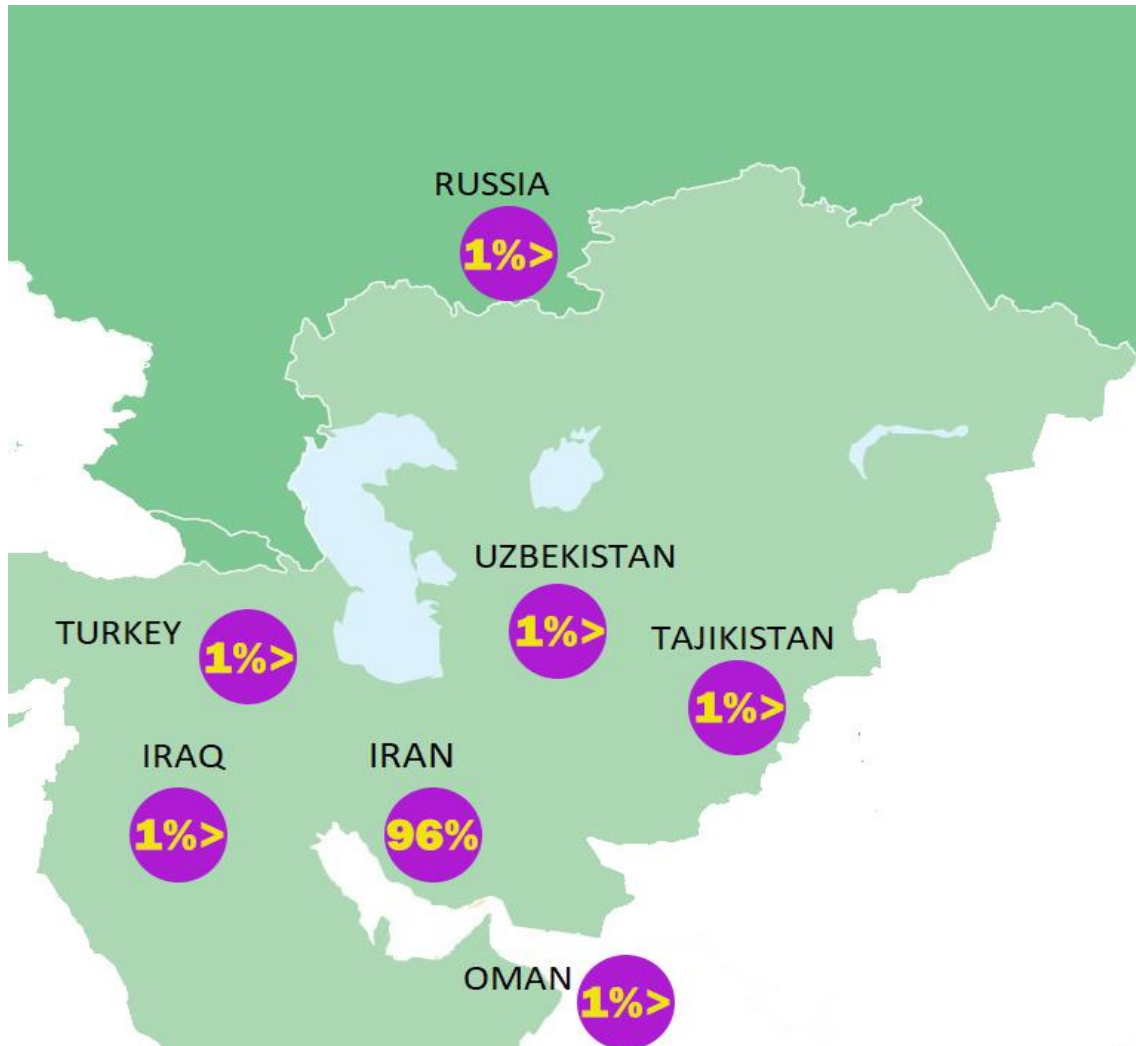 RUSSIA
1%>
UZBEKISTAN
1%>
TURKEY
1%>
TAJIKISTAN
1%>
IRAQ
1%>
IRAN
96%
OMAN
1%>